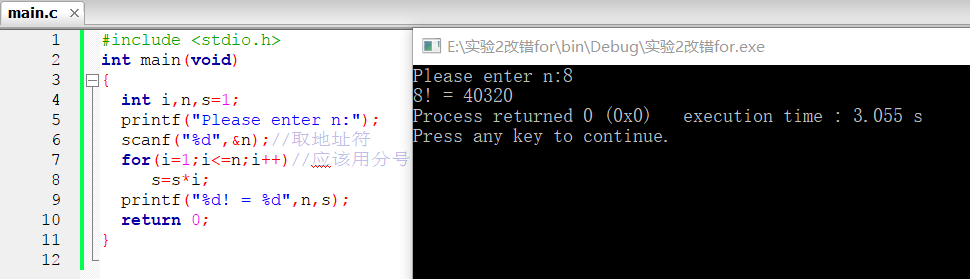 main.c ×
1 #include <stdio.h>
2 int main(void)
3 {
4 int i,n,s=1;
5 printf("Please enter n:");
6 scanf("%d",&n);//取地址符
7 for(i=1;i<=n;i++)//应该用分号
8 s=s*i;
9 printf("%d! = %d",n,s);
10 return 0;
11 }
12
E:\实验2改错for\bin\Debug\实验2改错for.exe
Please enter n:8
8! = 40320
Process returned 0 (0x0) execution time : 3.055 s
Press any key to continue.